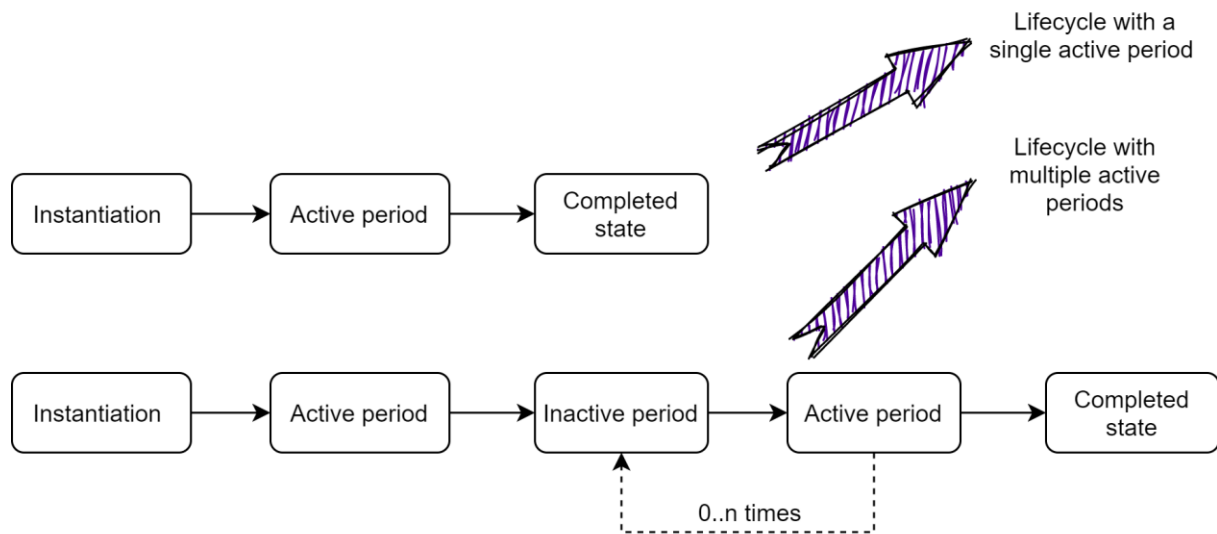 Lifecycle with a
single active period
Lifecycle with
multiple active
periods
Instantiation
Active period
Completed
state
Instantiation
Active period
Inactive period
Active period
Completed
state
0..n times